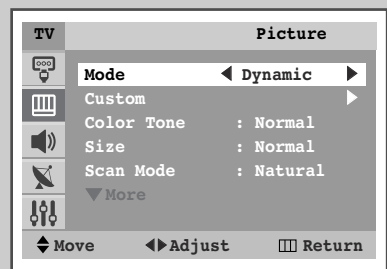 TV Picture
Mode ◀ Dynamic ▶
Custom ▶
Color Tone : Normal
Size : Normal
Scan Mode : Natural
▼More
Move Adjust Return